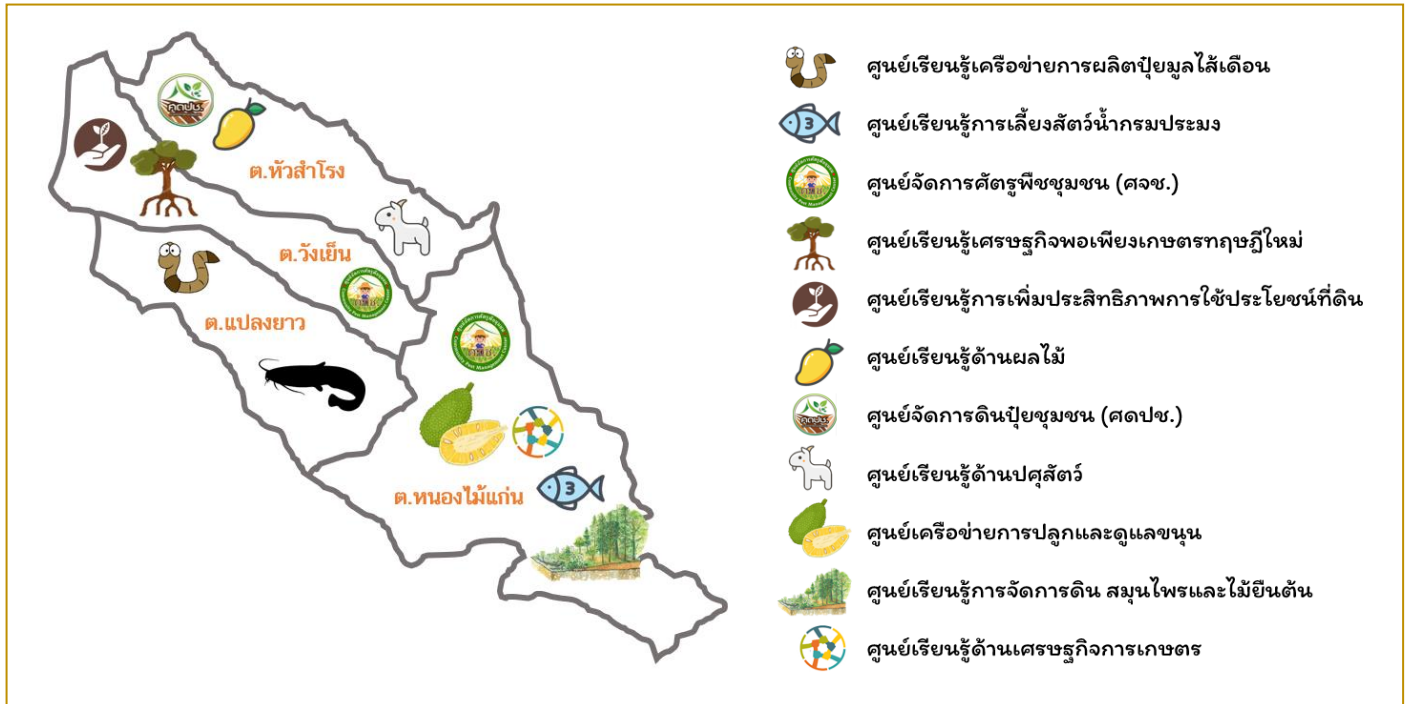 ศูนย์เรียนรู้เครือข่ายการผลิตปุ๋ยมูลไส้เดือน
3
ศูนย์เรียนรู้การเลี้ยงสัตว์น้ำกรมประมง
ศูนย์จัดการศัตรูพืชชุมชน (ศจช.)
ศูนย์เรียนรู้เศรษฐกิจพอเพียงเกษตรทฤษฎีใหม่
ศูนย์เรียนรู้การเพิ่มประสิทธิภาพการใช้ประโยชน์ที่ดิน
ศูนย์เรียนรู้ด้านผลไม้
ศูนย์จัดการดินปุ๋ยชุมชน (ศดปช.)
ศูนย์เรียนรู้ด้านปศุสัตว์
ศูนย์เครือข่ายการปลูกและดูแลขนุน
ศูนย์เรียนรู้การจัดการดิน สมุนไพรและไม้ยืนต้น
ศูนย์เรียนรู้ด้านเศรษฐกิจการเกษตร
ศดปช.
ต.หัวสำโรง
ต.วังเย็น
ต.แปลงยาว
ต.หนองไม้แก่น
3